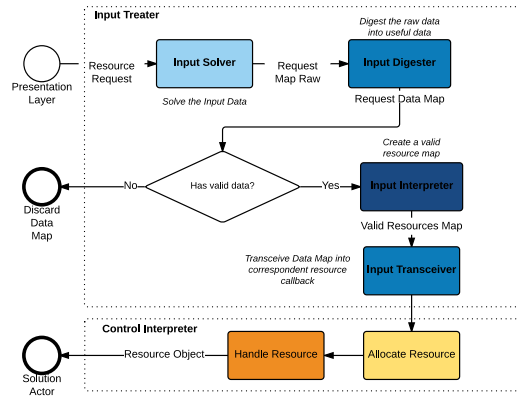 Input Treater
Digest the raw data
into useful data
Resource
Request
Input Solver
Request
Map Raw
Input Digester
Presentation
Layer
Solve the Input Data
Request Data Map
Create a valid
resource map
No
Has valid data?
Yes
Input Interpreter
Discard
Data
Map
Valid Resources Map
Transceive Data Map into
correspondent resource
callback
Input Transceiver
Control Interpreter
Resource Object
Handle Resource
Allocate Resource
Solution
Actor